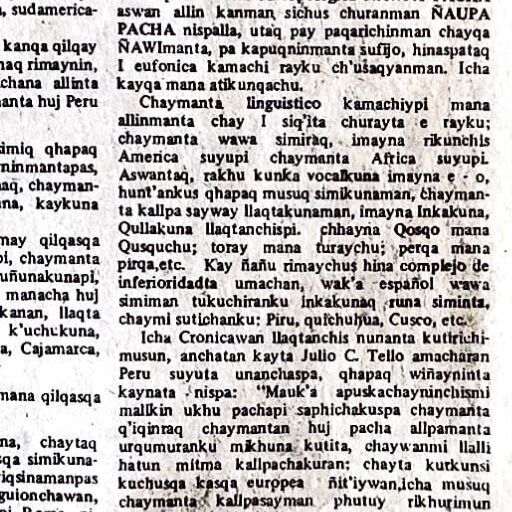 , sudamerica-
kanqa qilqay
naq rimaynin,
chana allinta
anta huj Peru
simiq qhapaq
ninmantapas,
aq, chayman-
na, kaykuna
may qilqasqa
pi, chaymanta
uñunakunapi,
manacha huj
kanan, llaqta
k'uchukuna,
a, Cajamarca,
mana qilqasqa
na, chaytaq
sqa simikuna-
iqsinamanpas
guionchawan,
aswan allin kanman sichus churanman ÑAUPA
PACHA nispalla, utaq pay paqarichinman chayqa
ÑAWImanta, pa kapuqninmanta sufijo, hinaspataq
I eufonica kamachi rayku ch'usaqyanman. Icha
kayqa mana atikunqachu.
Chaymanta linguistico kamachiypi mana
allinmanta chay I siq'ita churayta e rayku;
chaymanta wawa simiraq, imayna rikunchis
America suyupi chaymanta Africa suyupi.
Aswantaq, rakhu kunka vocalkuna imayna e - o,
hunt'ankus qhapaq musuq simikunaman, chayman-
ta kallpa sayway llaqtakunaman, imayna Inkakuna,
Qullakuna llaqtanchispi. chhayna Qosqo mana
Qusquchu; toray mana turaychu; perqa mana
pirqa,etc. Kay ñañu rimaychus hina complejo de
inferioridadta umachan, wak'a español wawa
simiman tukuchiranku inkakunaq runa siminta,
chaymi sutichanku: Piru, quichuhua, Cusco, etc.
Icha Cronicawan llaqtanchis nunanta kutirichi-
musun, anchatan kayta Julio C. Tello amacharan
Peru suyuta unanchaspa, qhapaq wiñayninta
kaynata nispa: "Mauk'a apuskachayninchismi
mallkin ukhu pachapi saphichakuspa chaymanta
q'iqinraq chaymantan huj pacha allpamanta
urqumuranku mikhuna kutita, chaywanmi llalli
hatun mitma kallpachakuran; chayta kutkunsi
kuchusqa kasqa europea ñit'iywan,icha musuq
chaymanta kallpasayman phutuy rikhurimun